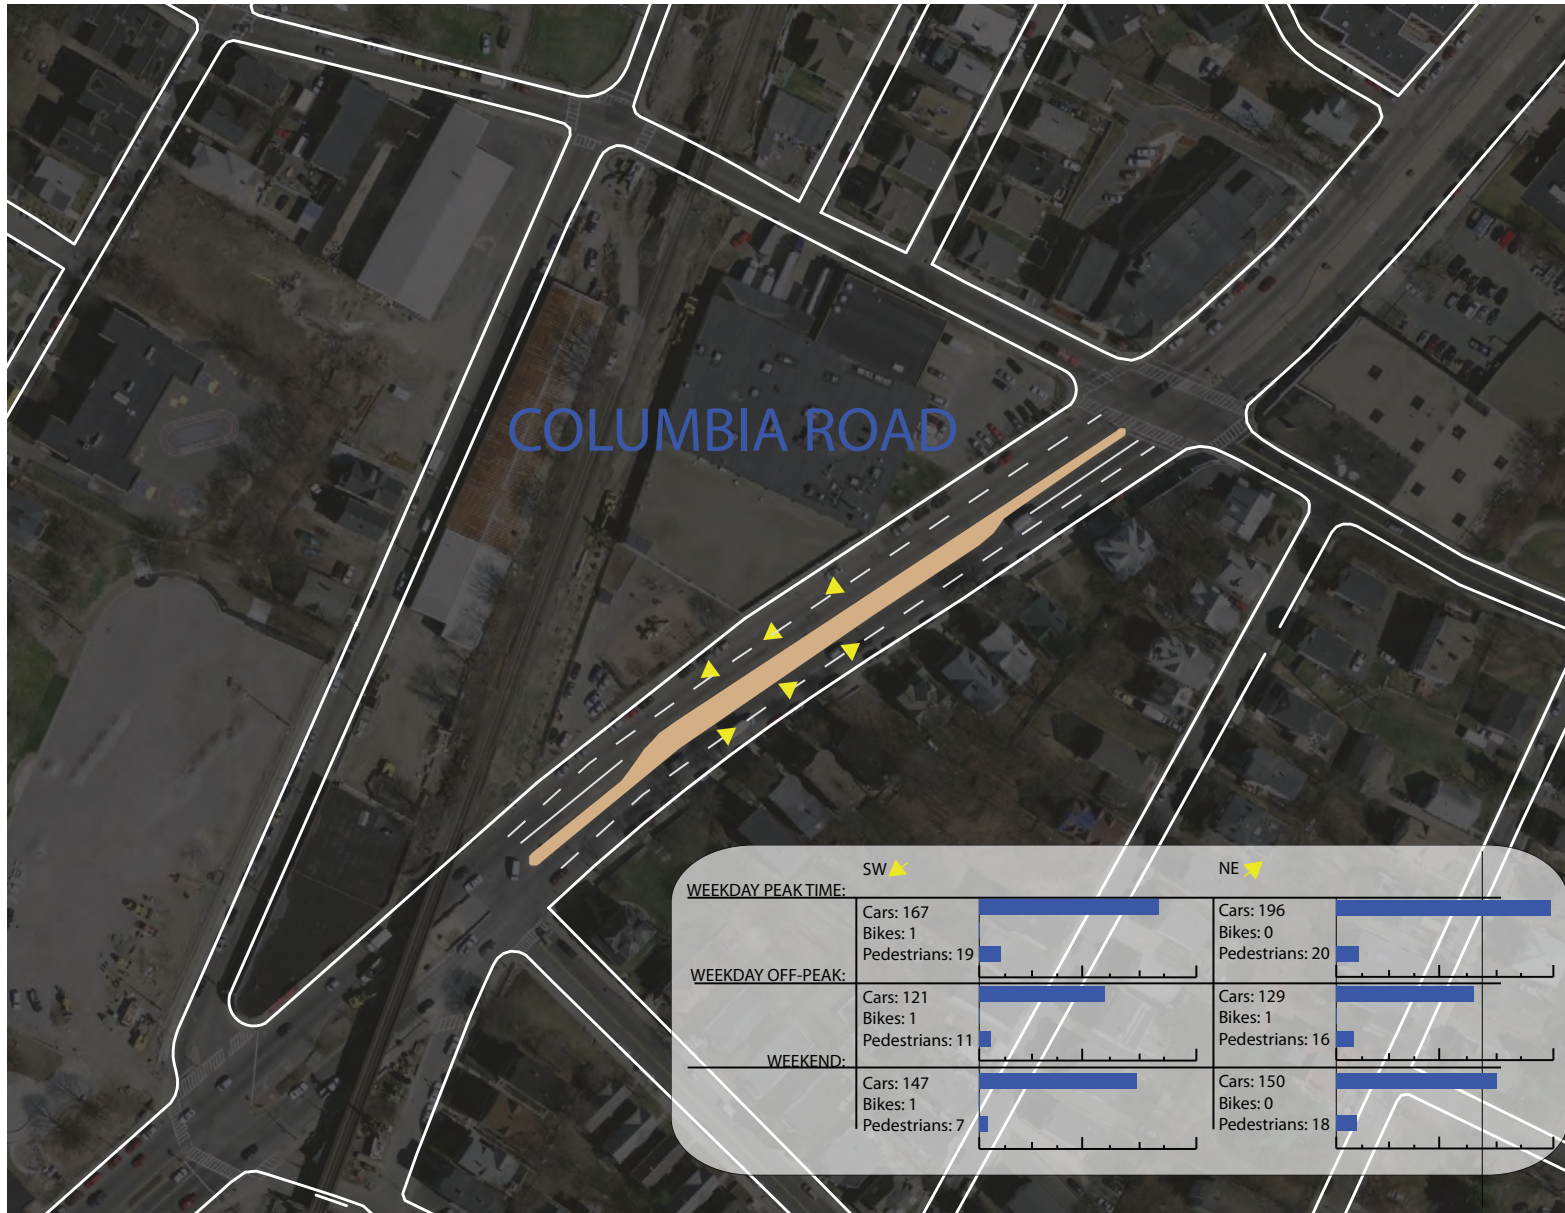 COLUMBIA ROAD
SW
NE
WEEKDAY PEAK TIME:
Cars: 167
Bikes: 1
Pedestrians: 19
Cars: 196
Bikes: 0
Pedestrians: 20
WEEKDAY OFF-PEAK:
Cars: 121
Bikes: 1
Pedestrians: 11
Cars: 129
Bikes: 1
Pedestrians: 16
WEEKEND:
Cars: 147
Bikes: 1
Pedestrians: 7
Cars: 150
Bikes: 0
Pedestrians: 18